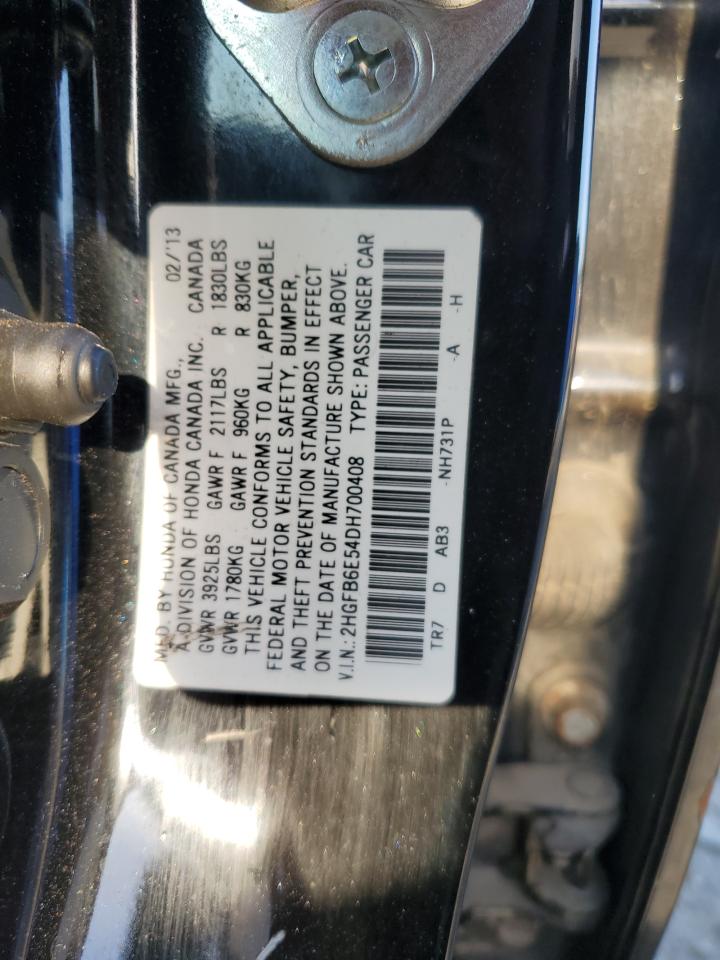 MFD. BY HONDA OF CANADA MFG., 02/'13
A DIVISION OF HONDA CANADA INC. CANADA
GVWR 3925LBS GAWR F 2117LBS R 1830LBS
GVWR 1780KG GAWR F 960KG R 830KG
THIS VEHICLE CONFORMS TO ALL APPLICABLE
FEDERAL MOTOR VEHICLE SAFETY, BUMPER,
AND THEFT PREVENTION STANDARDS IN EFFECT
ON THE DATE OF MANUFACTURE SHOWN ABOVE.
V.I.N.: 2HGFB6E54DH700408 TYPE: PASSENGER CAR
TR7 D AB3 -NH731P -A -H